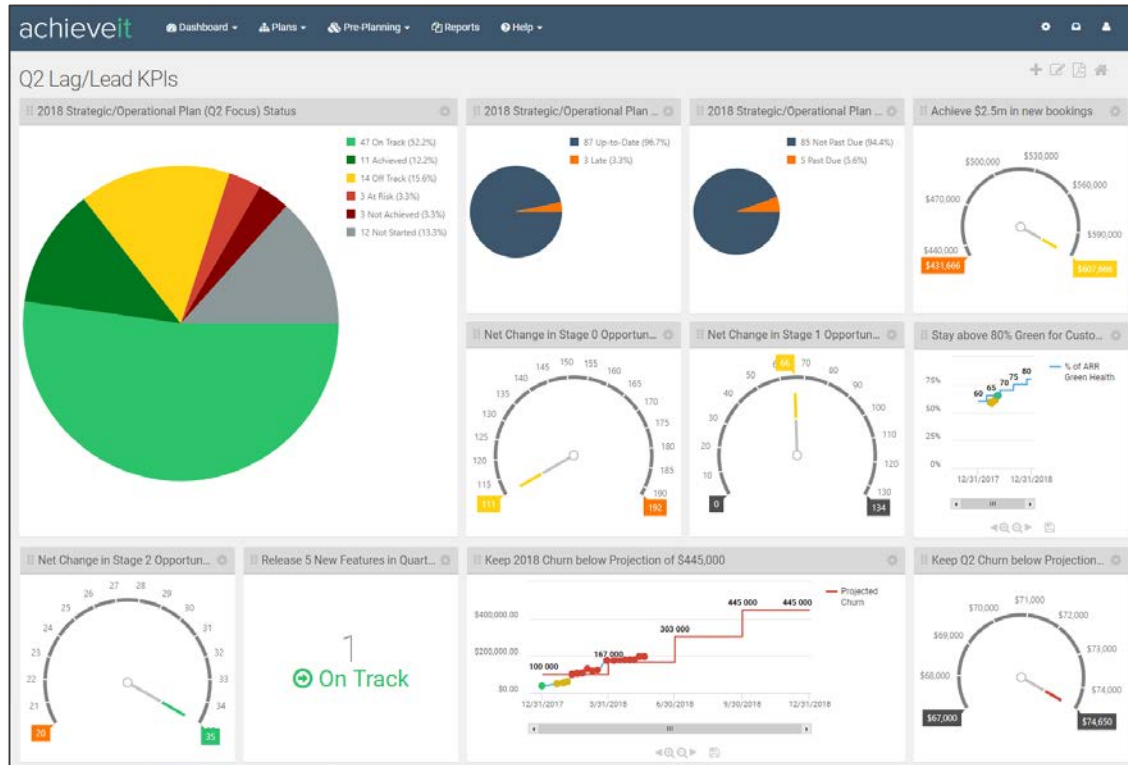 achieveit
Dashboard
Plans
Pre-Planning
Reports
Help
Q2 Lag/Lead KPIs
2018 Strategic/Operational Plan (Q2 Focus) Status
47 On Track (52.2%)
11 Achieved (12.2%)
14 Off Track (15.6%)
3 At Risk (3.3%)
3 Not Achieved (3.3%)
12 Not Started (13.3%)
2018 Strategic/Operational Plan ...
87 Up-to-Date (96.7%)
3 Late (3.3%)
2018 Strategic/Operational Plan ...
85 Not Past Due (94.4%)
5 Past Due (5.6%)
Achieve $2.5m in new bookings
$500,000
$530,000
$470,000
$560,000
$440,000
$590,000
$431,666
$607,666
Net Change in Stage 0 Opportun...
150
145
155
140
160
135
165
130
170
125
175
120
180
115
185
190
111
192
Net Change in Stage 1 Opportun...
66
70
50
80
40
90
30
100
20
110
10
120
130
0
134
Stay above 80% Green for Custo...
% of ARR
Green Health
75%
50%
25%
0%
60
65
70
75
80
12/31/2017
12/31/2018
Net Change in Stage 2 Opportun...
27
28
26
29
25
30
24
31
23
32
22
33
21
34
20
35
Release 5 New Features in Quart...
1
On Track
Keep 2018 Churn below Projection of $445,000
Projected
Churn
$400,000.00
$200,000.00
$0.00
100 000
167 000
303 000
445 000
445 000
12/31/2017
3/31/2018
6/30/2018
9/30/2018
12/31/2018
Keep Q2 Churn below Projection...
$71,000
$70,000
$72,000
$69,000
$73,000
$68,000
$74,000
$67,000
$74,650